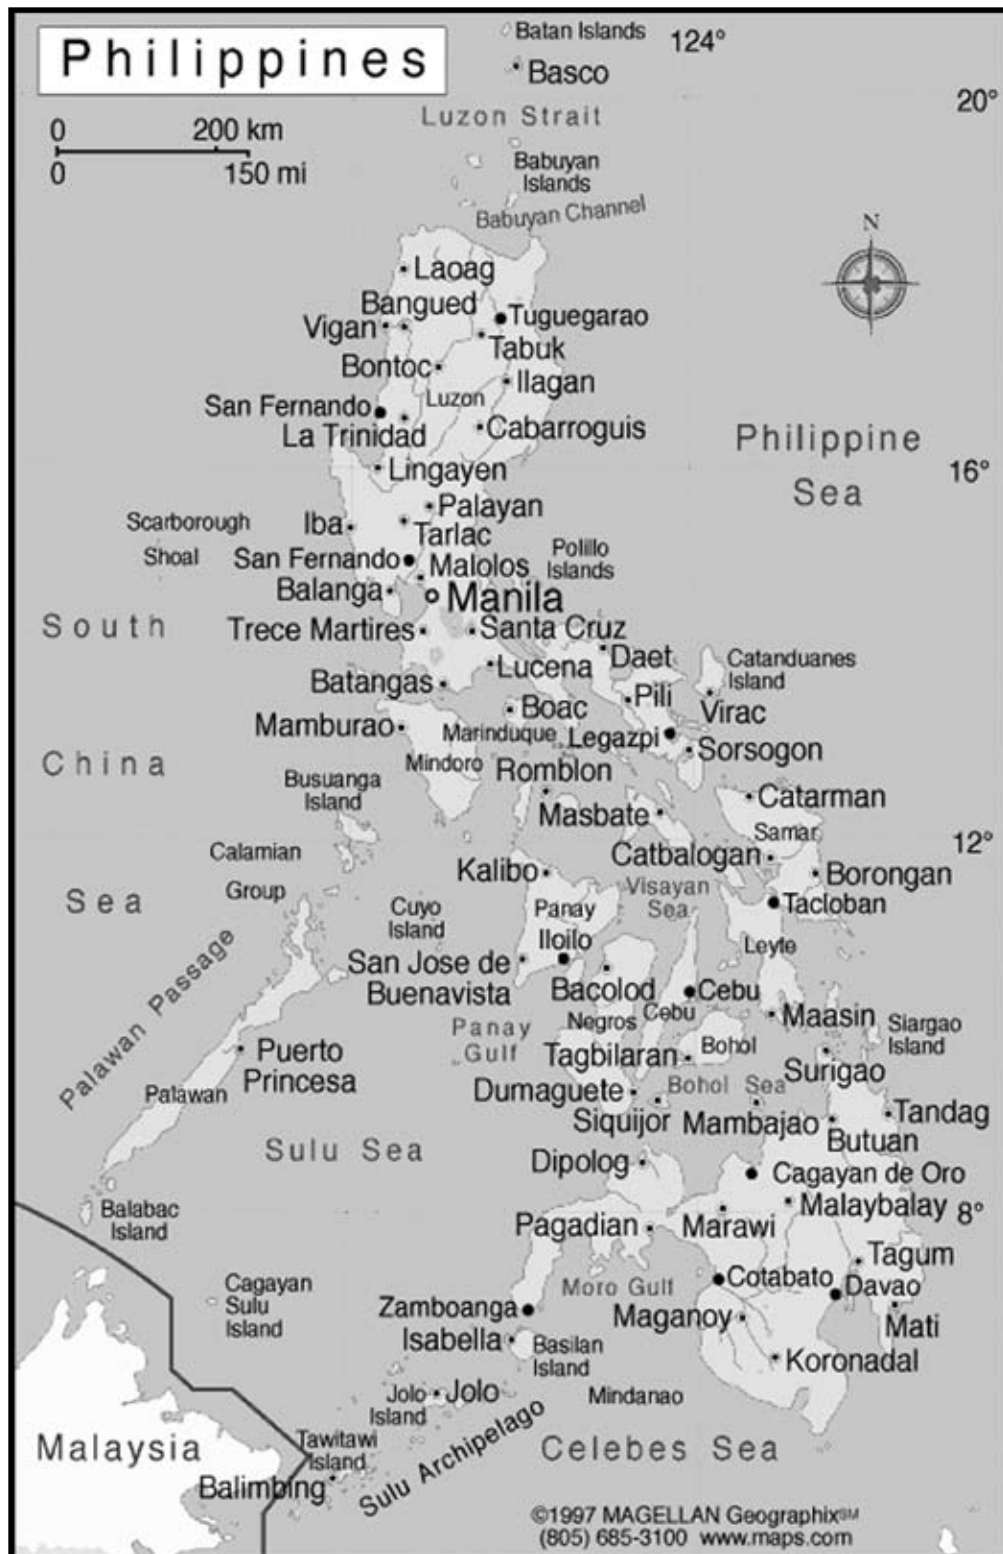 Philippines
Batan Islands
124°
Basco
20°
Luzon Strait
0 200 km
0 150 mi
Babuyan
Islands
Babuyan Channel
N
Laoag
Bangued
Vigan
Tuguegarao
Tabuk
Bontoc
Ilagan
Luzon
San Fernando
La Trinidad
Cabarroguis
Philippine
Sea
Lingayen
16°
Palayan
Iba
Scarborough
Shoal
Tarlac
San Fernando
Malolos
Polillo
Islands
Balanga
Manila
South
Trece Martires
Santa Cruz
Daet
Catanduanes
Island
Lucena
Batangas
Pili
Virac
Boac
Mamburao
Marinduque
Legazpi
Sorsogon
China
Mindoro
Romblon
Busuanga
Island
Masbate
Catarman
Samar
12°
Calamian
Group
Catbalogan
Kalibo
Visayan
Sea
Borongan
Sea
Cuyo
Island
Panay
Tacloban
Iloilo
Leyte
San Jose de
Buenavista
Bacolod
Cebu
Negros
Cebu
Maasin
Siargao
Island
Palawan Passage
Panay
Gulf
Bohol
Tagbilaran
Surigao
Puerto
Princesa
Palawan
Dumaguete
Bohol Sea
Siquijor
Mambajao
Tandag
Butuan
Sulu Sea
Dipolog
Cagayan de Oro
Balabac
Island
Malaybalay
8°
Pagadian
Marawi
Tagum
Cagayan
Sulu
Island
Moro Gulf
Cotabato
Davao
Zamboanga
Maganoy
Mati
Isabella
Basilan
Island
Koronadal
Jolo
Island
Jolo
Mindanao
Malaysia
Tawitawi
Island
Sulu Archipelago
Celebes Sea
Balimbing
©1997 MAGELLAN Geographix℠
(805) 685-3100 www.maps.com